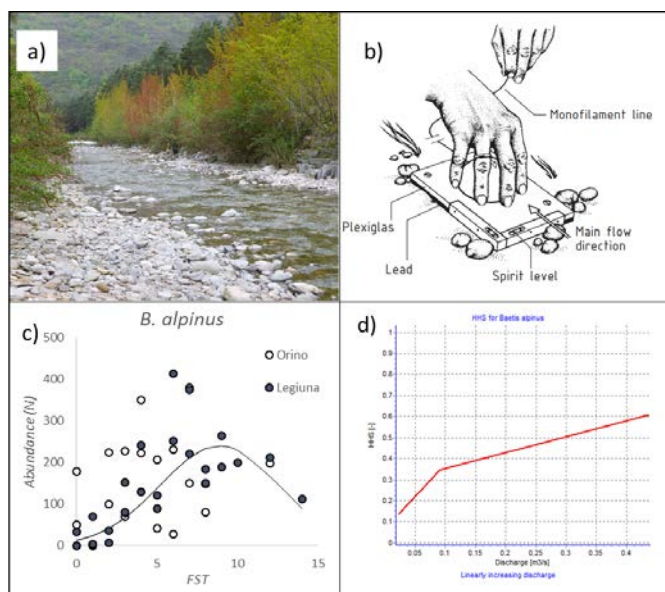 a)
b)
Monofilament line
Plexiglas
Lead
Spirit level
Main flow
direction
c)
B. alpinus
Abundance (N)
500
400
300
200
100
0
Orino
Legiuna
0
5
10
15
FST
d)
HHS for Baetis alpinus
HHS [-]
1
0.9
0.8
0.7
0.6
0.5
0.4
0.3
0.2
0.1
0
0.05
0.1
0.15
0.2
0.25
0.3
0.35
0.4
Discharge [m3/s]
Linearly increasing discharge